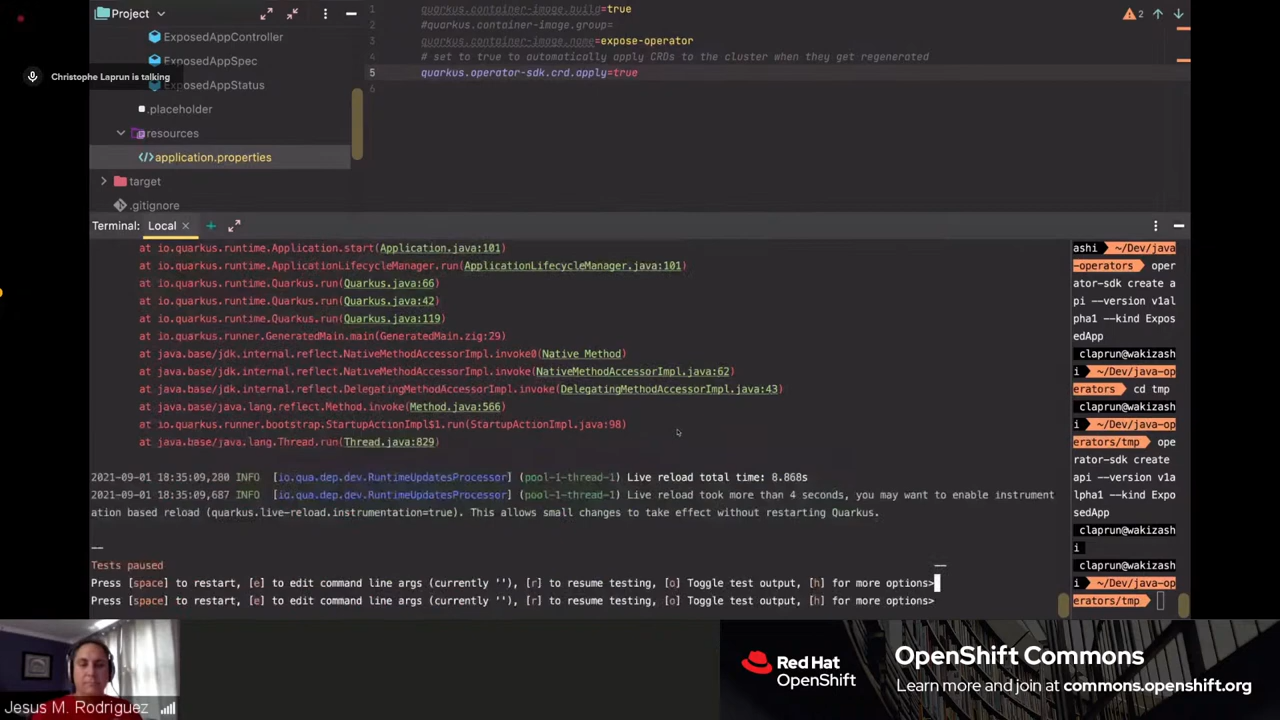 Project
ExposedAppController
ExposedAppSpec
Christophe Laprun is talking
ExposedAppStatus
.placeholder
resources
application.properties
target
.gitignore
1 quarkus.container-image.build=true
2 #quarkus.container-image.group=
3 quarkus.container-image.name=expose-operator
4 # set to true to automatically apply CRDs to the cluster when they get regenerated
5 quarkus.operator-sdk.crd.apply=true
6
2
Terminal: Local
at io.quarkus.runtime.Application.start(Application.java:101)
at io.quarkus.runtime.ApplicationLifecycleManager.run(ApplicationLifecycleManager.java:101)
at io.quarkus.runtime.Quarkus.run(Quarkus.java:66)
at io.quarkus.runtime.Quarkus.run(Quarkus.java:42)
at io.quarkus.runtime.Quarkus.run(Quarkus.java:119)
at io.quarkus.runner.GeneratedMain.main(GeneratedMain.zig:29)
at java.base/jdk.internal.reflect.NativeMethodAccessorImpl.invoke0(Native Method)
at java.base/jdk.internal.reflect.NativeMethodAccessorImpl.invoke(NativeMethodAccessorImpl.java:62)
at java.base/jdk.internal.reflect.DelegatingMethodAccessorImpl.invoke(DelegatingMethodAccessorImpl.java:43)
at java.base/java.lang.reflect.Method.invoke(Method.java:566)
at io.quarkus.runner.bootstrap.StartupActionImpl$1.run(StartupActionImpl.java:98)
at java.base/java.lang.Thread.run(Thread.java:829)
2021-09-01 18:35:09,280 INFO [io.qua.dep.dev.RuntimeUpdatesProcessor] (pool-1-thread-1) Live reload total time: 8.868s
2021-09-01 18:35:09,687 INFO [io.qua.dep.dev.RuntimeUpdatesProcessor] (pool-1-thread-1) Live reload took more than 4 seconds, you may want to enable instrument
ation based reload (quarkus.live-reload.instrumentation=true). This allows small changes to take effect without restarting Quarkus.
--
Tests paused
Press [space] to restart, [e] to edit command line args (currently ''), [r] to resume testing, [o] Toggle test output, [h] for more options>
Press [space] to restart, [e] to edit command line args (currently ''), [r] to resume testing, [o] Toggle test output, [h] for more options>
ashi ~/Dev/java
-operators oper
ator-sdk create a
pi --version v1al
pha1 --kind Expos
edApp
claprun@wakizash
i ~/Dev/java-op
erators cd tmp
claprun@wakizash
i ~/Dev/java-op
erators/tmp ope
rator-sdk create
api --version v1a
lpha1 --kind Expo
sedApp
claprun@wakizash
i
claprun@wakizash
i ~/Dev/java-op
erators/tmp
Jesus M. Rodriguez
Red Hat
OpenShift
OpenShift Commons
Learn more and join at commons.openshift.org